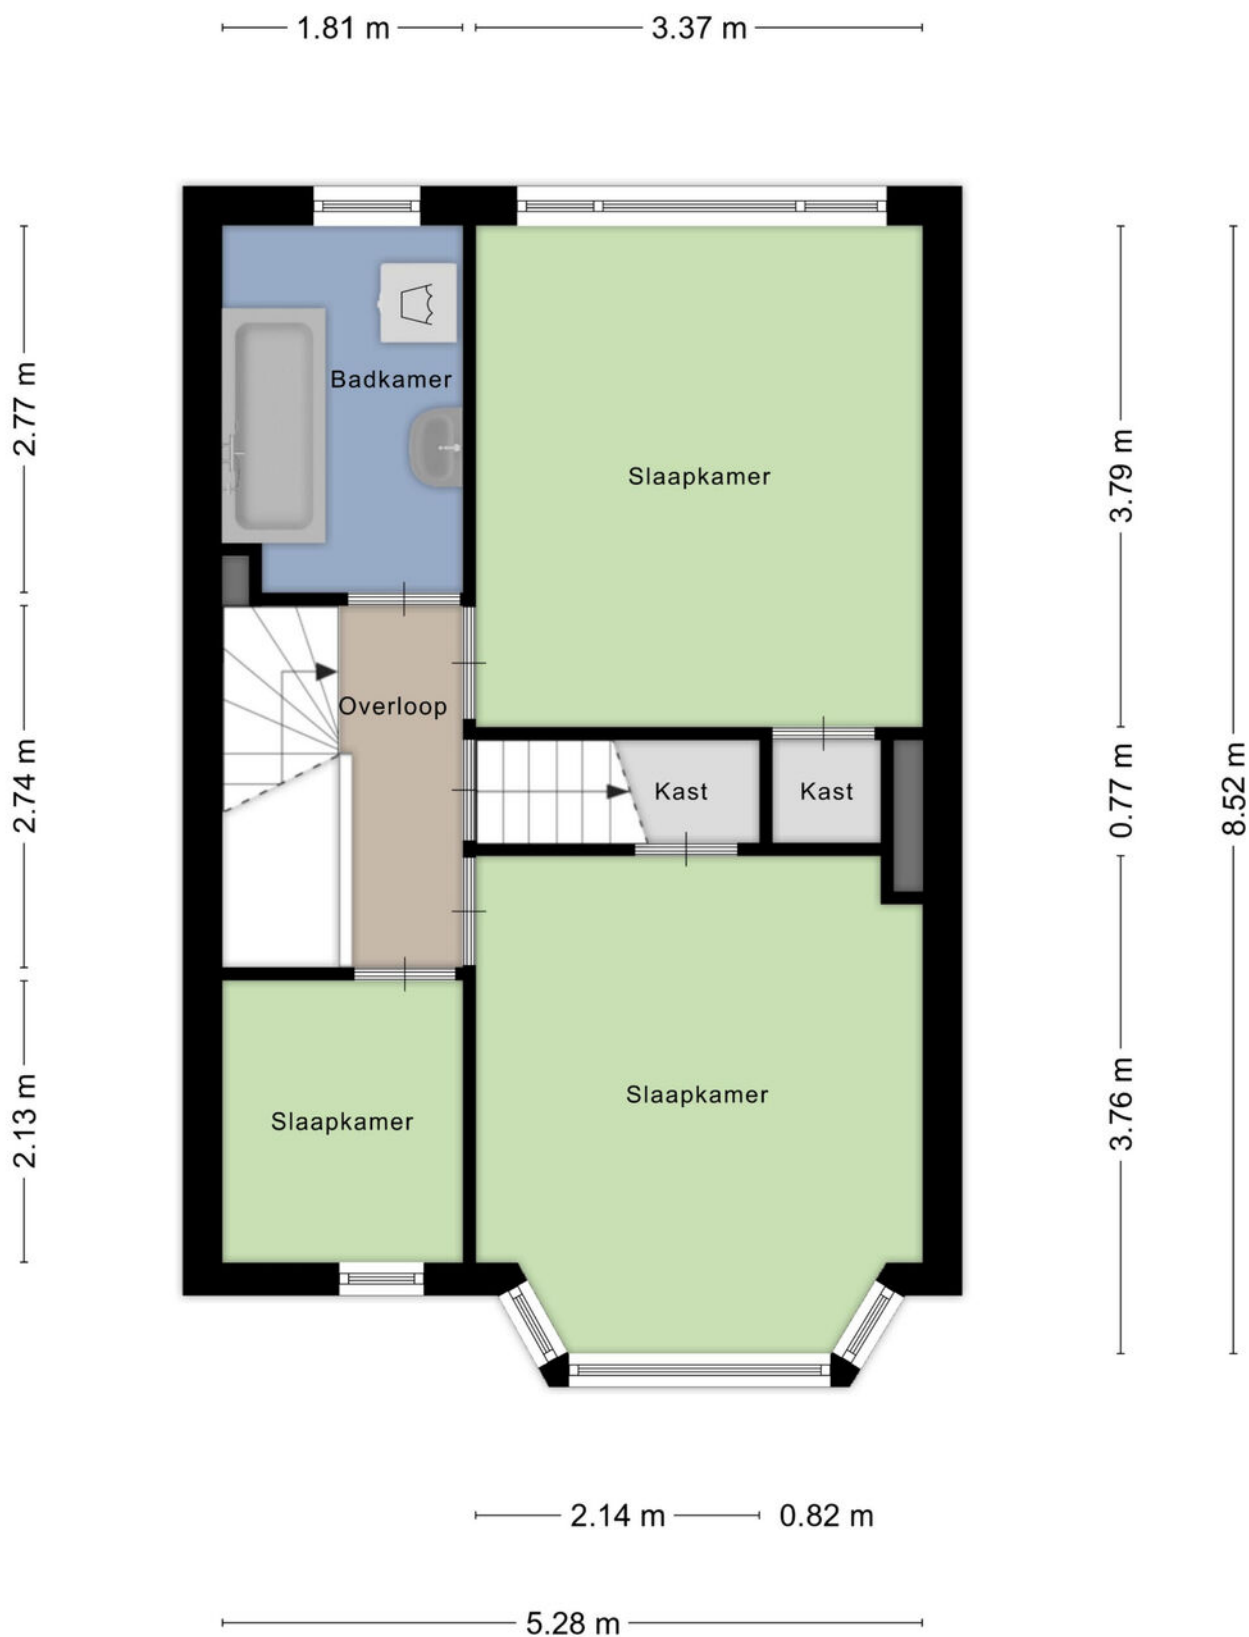 1.81 m
3.37 m
2.77 m
Badkamer
Slaapkamer
3.79 m
Overloop
2.74 m
Kast
Kast
0.77 m
8.52 m
2.13 m
Slaapkamer
Slaapkamer
3.76 m
2.14 m
0.82 m
5.28 m